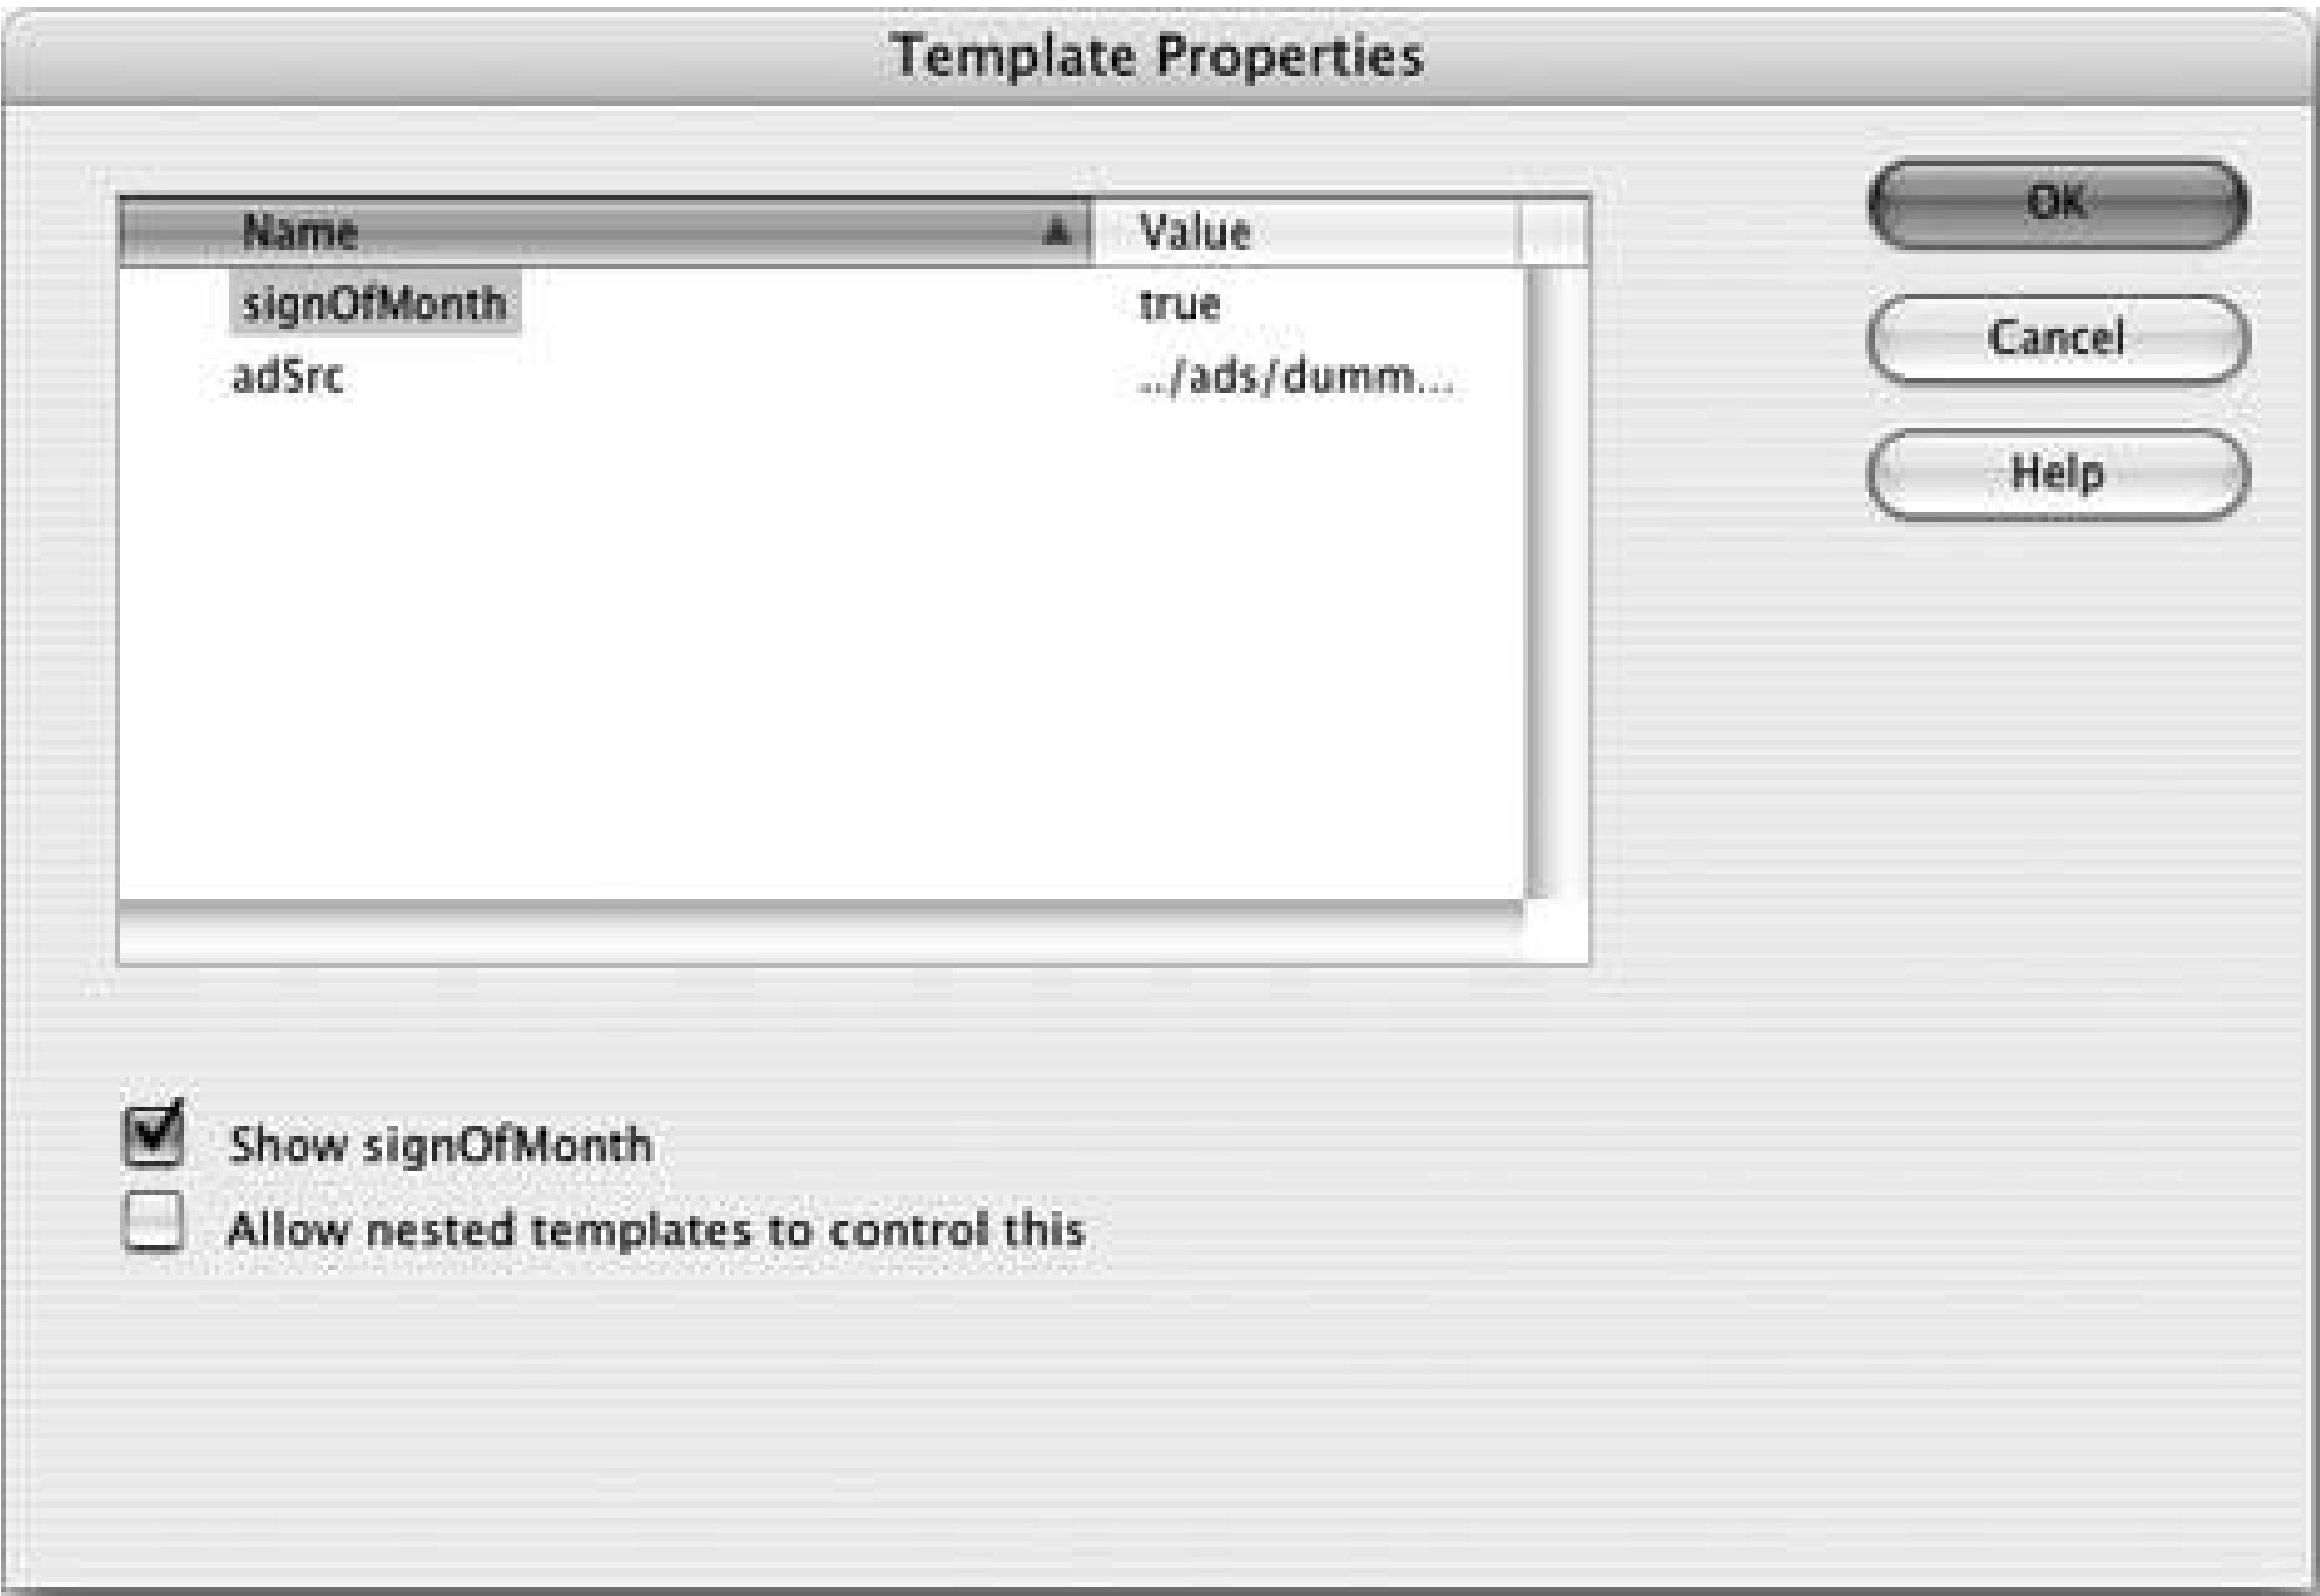 Template Properties
Name Value
signOfMonth true
adSrc ../ads/dumm...
OK
Cancel
Help
Show signOfMonth
Allow nested templates to control this